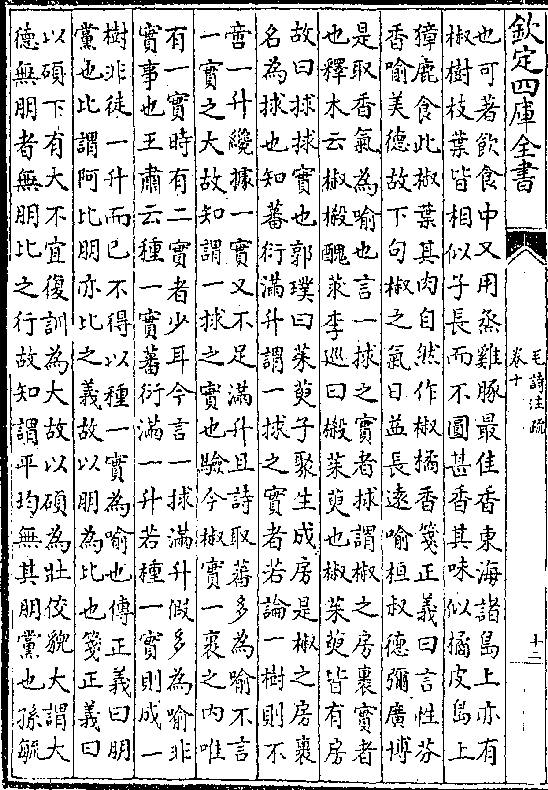 欽定四庫全書
毛詩注疏
卷十
十二
也可著飲食中又用烝雞豚最佳香東海諸島上亦有
椒樹枝葉皆相似子長而不圓甚香其味似橘皮島上
獐鹿食此椒葉其肉自然作椒橘香箋正義曰言性芬
香喻美德故下句椒之氣日益長遠喻桓叔德彌廣博
是取香氣為喻也言一捄之實者捄謂椒之房裹實者
也釋木云椒樧醜莍李巡曰樧茱萸也椒茱萸皆有房
故曰捄捄實也郭璞曰茱萸子聚生成房是椒之房裹
名為捄也知蕃衍滿升謂一捄之實者若論一樹則不
啻一升纔據一實又不足滿升且詩取蕃多為喻不言
一實之大故知謂一捄之實也驗今椒實一裹之內唯
有一實時有二實者少耳今言一捄滿升假多為喻非
實事也王肅云種一實蕃衍滿一升若種一實則成一
樹非徒一升而已不得以種一實為喻也傳正義曰朋
黨也比謂阿比朋亦比之義故以朋為比也箋正義曰
以碩下有大不宜復訓為大故以碩為壯佼貌大謂大
德無朋者無朋比之行故知謂平均無其朋黨也孫毓